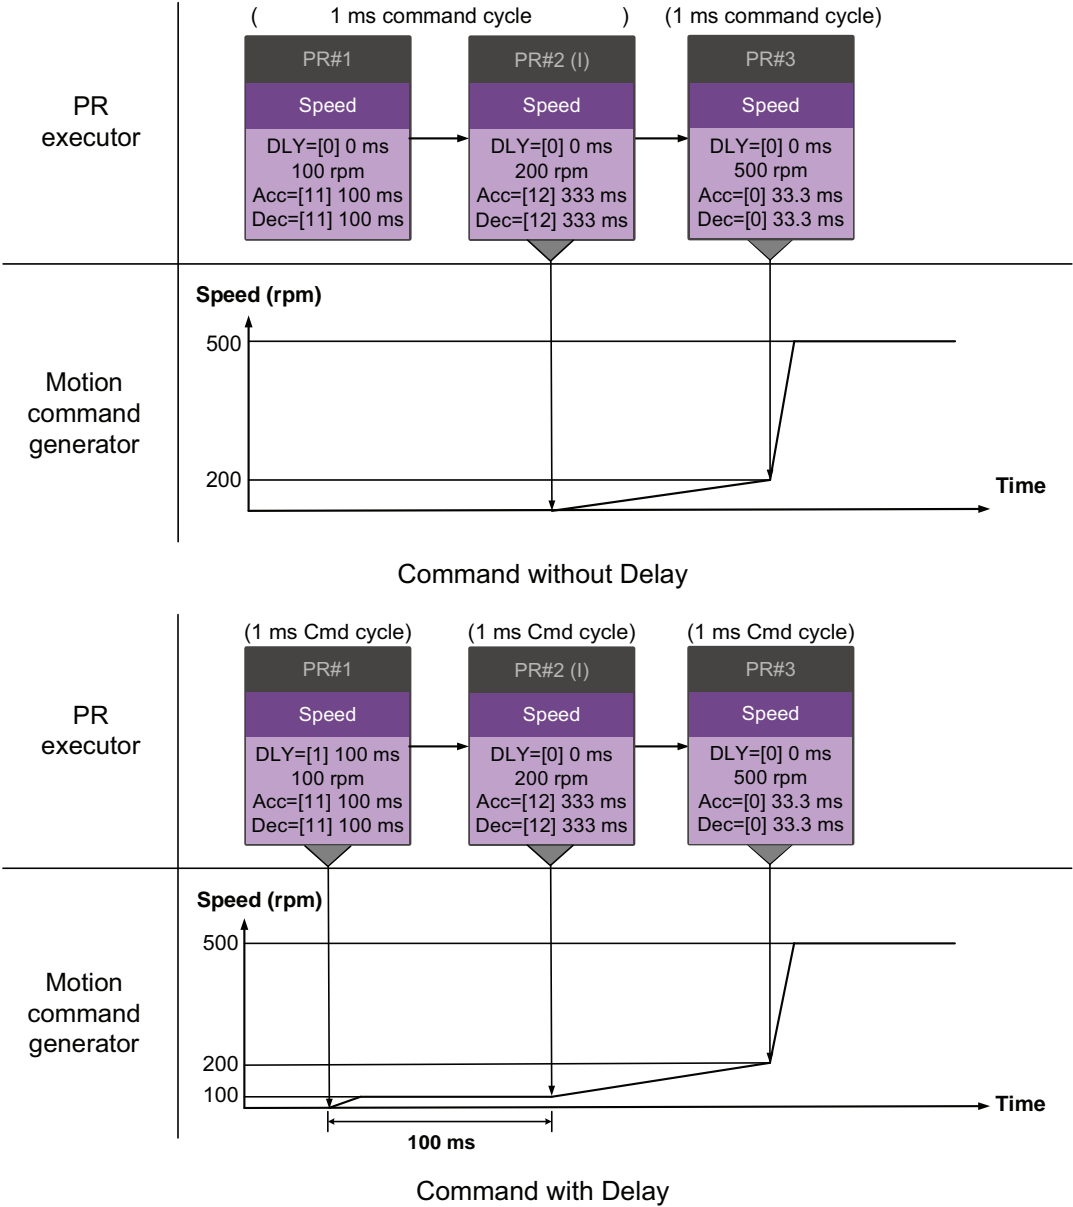 ( 1 ms command cycle ) (1 ms command cycle)
PR#1
PR#2 (I)
PR#3
Speed
Speed
Speed
PR
executor
DLY=[0] 0 ms
100 rpm
Acc=[11] 100 ms
Dec=[11] 100 ms
DLY=[0] 0 ms
200 rpm
Acc=[12] 333 ms
Dec=[12] 333 ms
DLY=[0] 0 ms
500 rpm
Acc=[0] 33.3 ms
Dec=[0] 33.3 ms
Motion
command
generator
Speed (rpm)
500
200
Time
Command without Delay
(1 ms Cmd cycle) (1 ms Cmd cycle) (1 ms Cmd cycle)
PR#1
PR#2 (I)
PR#3
Speed
Speed
Speed
PR
executor
DLY=[1] 100 ms
100 rpm
Acc=[11] 100 ms
Dec=[11] 100 ms
DLY=[0] 0 ms
200 rpm
Acc=[12] 333 ms
Dec=[12] 333 ms
DLY=[0] 0 ms
500 rpm
Acc=[0] 33.3 ms
Dec=[0] 33.3 ms
Motion
command
generator
Speed (rpm)
500
200
100
Time
100 ms
Command with Delay